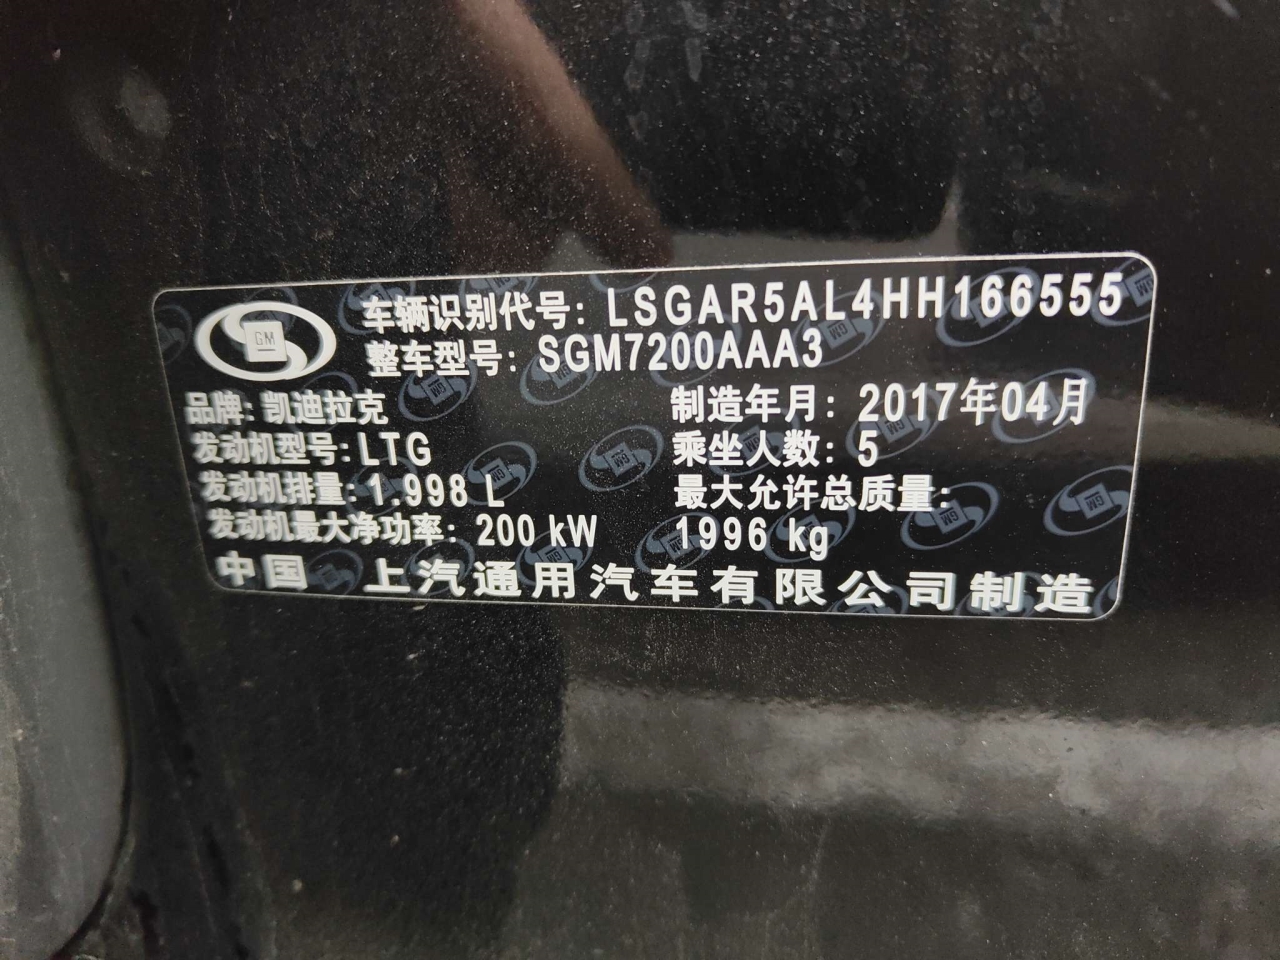 GM
车辆识别代号: LSGAR5AL4HH166555
整车型号: SGM7200AAA3
品牌: 凯迪拉克
制造年月: 2017年04月
发动机型号: LTG
乘坐人数: 5
发动机排量: 1.998 L
最大允许总质量:
发动机最大净功率: 200 kW
1996 kg
中国 上汽通用汽车有限公司制造